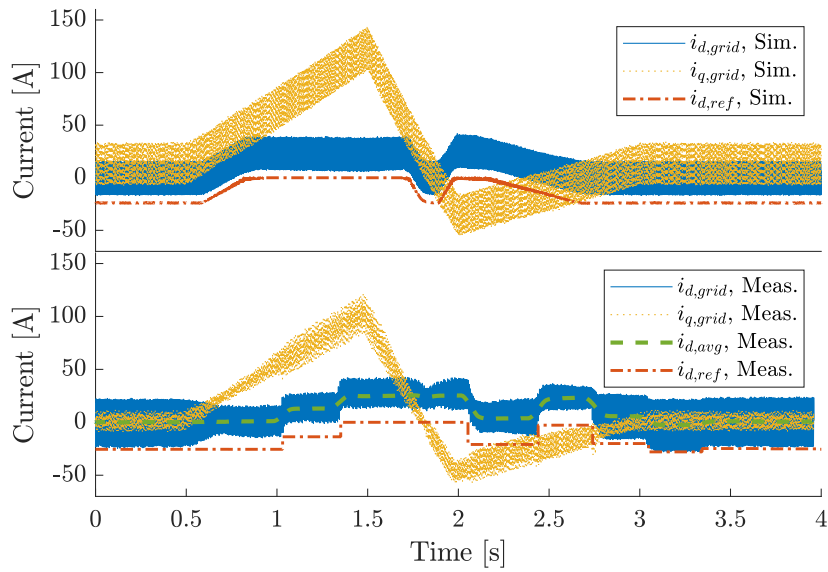 150
100
50
0
-50
Current [A]
i_{d,grid}, Sim.
i_{q,grid}, Sim.
i_{d,ref}, Sim.
150
100
50
0
-50
Current [A]
i_{d,grid}, Meas.
i_{q,grid}, Meas.
i_{d,avg}, Meas.
i_{d,ref}, Meas.
0 0.5 1 1.5 2 2.5 3 3.5 4
Time [s]